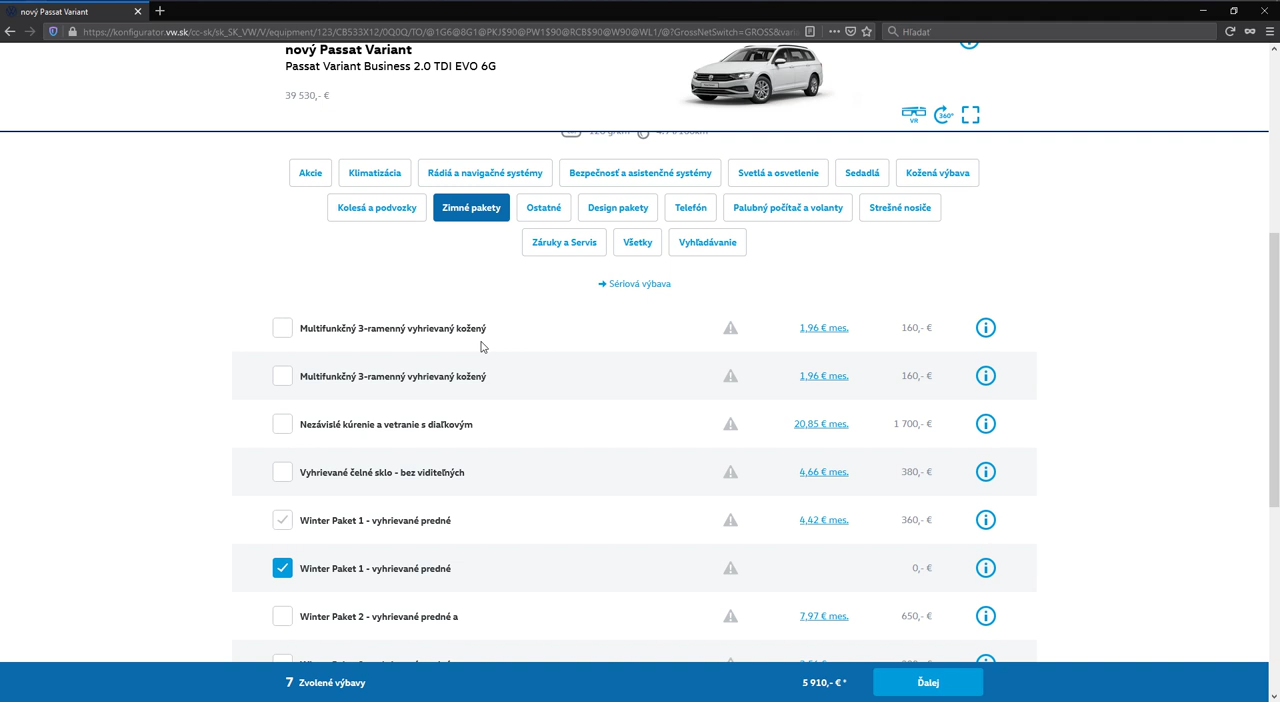 nový Passat Variant
https://konfigurator.vw.sk/cc-sk/sk_SK_VW/V/equipment/123/CB533X12/0Q0Q/TO/@1G6@8G1@PKJ$90@PW1$90@RCB$90@W90@WL1/@?GrossNetSwitch=GROSS&vari
Hľadať
nový Passat Variant
Passat Variant Business 2.0 TDI EVO 6G
39 530,- €
VR
360°
Akcie
Klimatizácia
Rádiá a navigačné systémy
Bezpečnosť a asistenčné systémy
Svetlá a osvetlenie
Sedadlá
Kožená výbava
Kolesá a podvozky
Zimné pakety
Ostatné
Design pakety
Telefón
Palubný počítač a volanty
Strešné nosiče
Záruky a Servis
Všetky
Vyhľadávanie
Sériová výbava
Multifunkčný 3-ramenný vyhrievaný kožený 1,96 € mes. 160,- €
Multifunkčný 3-ramenný vyhrievaný kožený 1,96 € mes. 160,- €
Nezávislé kúrenie a vetranie s diaľkovým 20,85 € mes. 1 700,- €
Vyhrievané čelné sklo - bez viditeľných 4,66 € mes. 380,- €
Winter Paket 1 - vyhrievané predné 4,42 € mes. 360,- €
Winter Paket 1 - vyhrievané predné 0,- €
Winter Paket 2 - vyhrievané predné a 7,97 € mes. 650,- €
7 Zvolené výbavy 5 910,- € * Ďalej